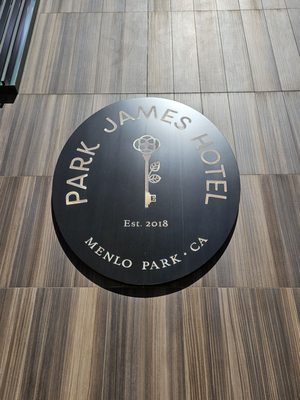 PARK JAMES HOTEL
Est. 2018
MENLO PARK · CA